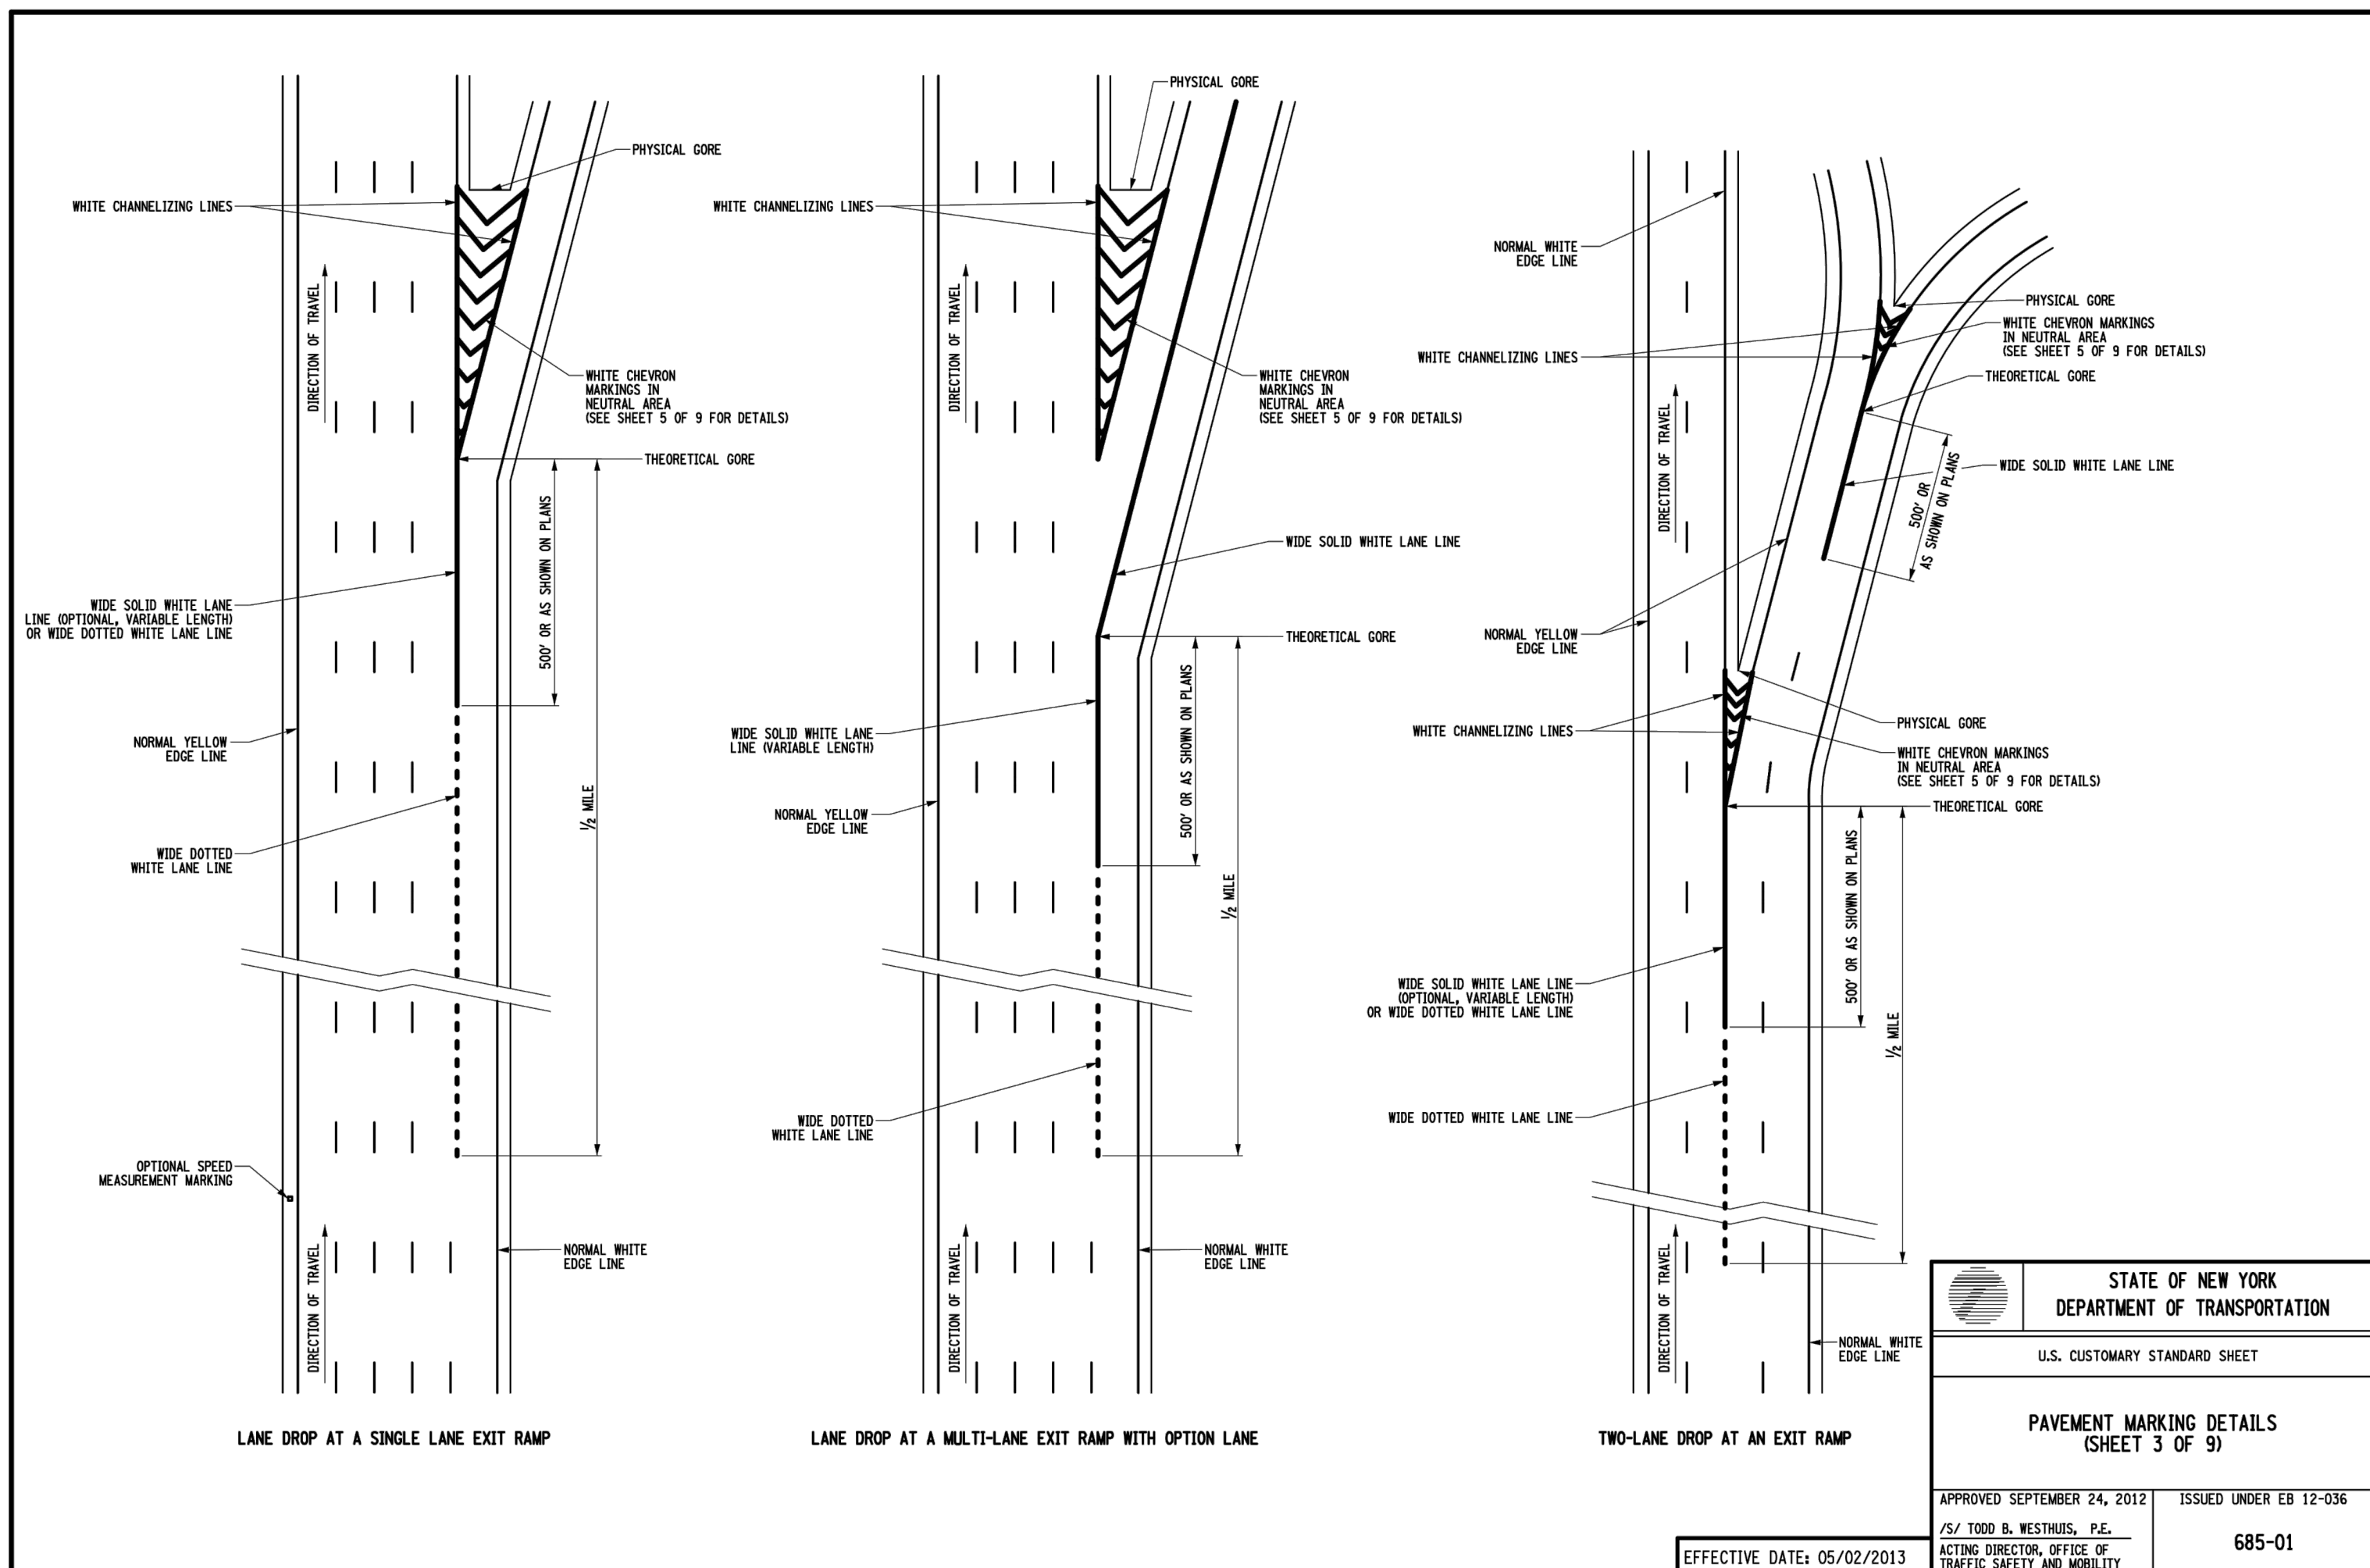 PHYSICAL GORE
WHITE CHANNELIZING LINES
DIRECTION OF TRAVEL
WHITE CHEVRON
MARKINGS IN
NEUTRAL AREA
(SEE SHEET 5 OF 9 FOR DETAILS)
THEORETICAL GORE
500' OR AS SHOWN ON PLANS
WIDE SOLID WHITE LANE
LINE (OPTIONAL, VARIABLE LENGTH)
OR WIDE DOTTED WHITE LANE LINE
NORMAL YELLOW
EDGE LINE
1/2 MILE
WIDE DOTTED
WHITE LANE LINE
OPTIONAL SPEED
MEASUREMENT MARKING
DIRECTION OF TRAVEL
NORMAL WHITE
EDGE LINE
LANE DROP AT A SINGLE LANE EXIT RAMP
PHYSICAL GORE
WHITE CHANNELIZING LINES
DIRECTION OF TRAVEL
WHITE CHEVRON
MARKINGS IN
NEUTRAL AREA
(SEE SHEET 5 OF 9 FOR DETAILS)
WIDE SOLID WHITE LANE LINE
THEORETICAL GORE
500' OR AS SHOWN ON PLANS
WIDE SOLID WHITE LANE
LINE (VARIABLE LENGTH)
NORMAL YELLOW
EDGE LINE
1/2 MILE
WIDE DOTTED
WHITE LANE LINE
DIRECTION OF TRAVEL
NORMAL WHITE
EDGE LINE
LANE DROP AT A MULTI-LANE EXIT RAMP WITH OPTION LANE
NORMAL WHITE
EDGE LINE
PHYSICAL GORE
WHITE CHEVRON MARKINGS
IN NEUTRAL AREA
(SEE SHEET 5 OF 9 FOR DETAILS)
WHITE CHANNELIZING LINES
THEORETICAL GORE
DIRECTION OF TRAVEL
WIDE SOLID WHITE LANE LINE
500' OR
AS SHOWN ON PLANS
NORMAL YELLOW
EDGE LINE
WHITE CHANNELIZING LINES
PHYSICAL GORE
WHITE CHEVRON MARKINGS
IN NEUTRAL AREA
(SEE SHEET 5 OF 9 FOR DETAILS)
THEORETICAL GORE
500' OR AS SHOWN ON PLANS
WIDE SOLID WHITE LANE LINE
(OPTIONAL, VARIABLE LENGTH)
OR WIDE DOTTED WHITE LANE LINE
1/2 MILE
WIDE DOTTED WHITE LANE LINE
DIRECTION OF TRAVEL
NORMAL WHITE
EDGE LINE
TWO-LANE DROP AT AN EXIT RAMP
STATE OF NEW YORK
DEPARTMENT OF TRANSPORTATION
U.S. CUSTOMARY STANDARD SHEET
PAVEMENT MARKING DETAILS
(SHEET 3 OF 9)
APPROVED SEPTEMBER 24, 2012
ISSUED UNDER EB 12-036
/S/ TODD B. WESTHUIS, P.E.
ACTING DIRECTOR, OFFICE OF
TRAFFIC SAFETY AND MOBILITY
685-01
EFFECTIVE DATE: 05/02/2013